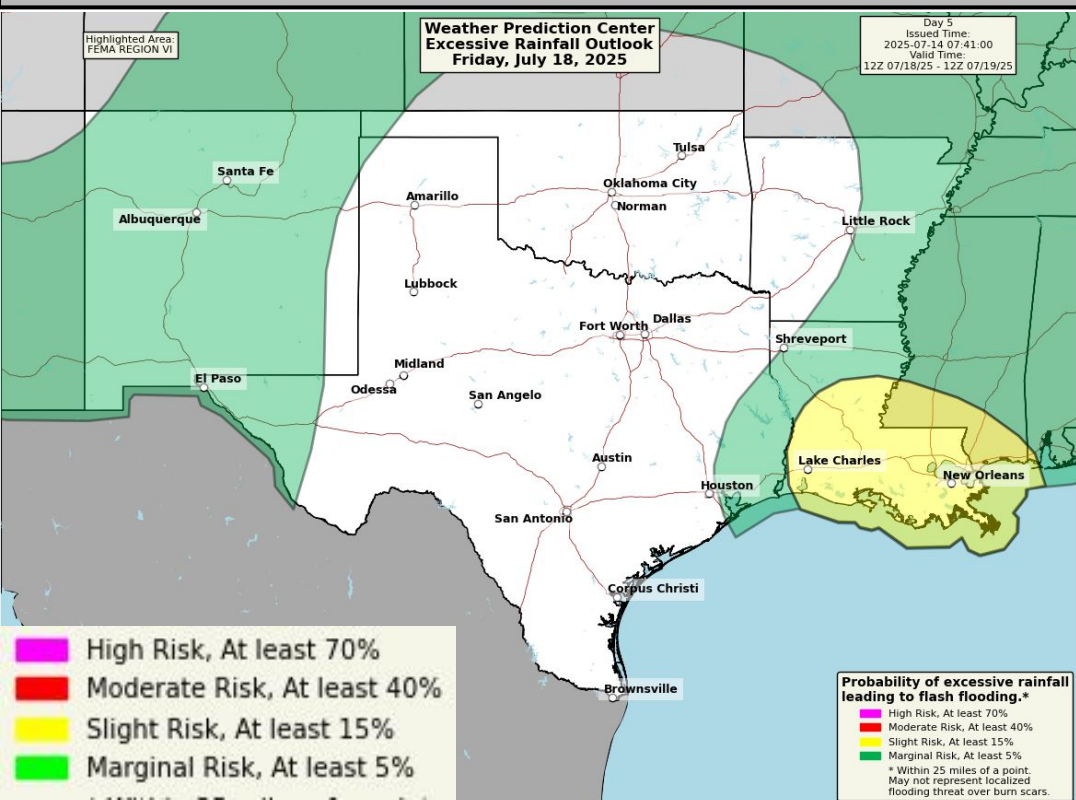 Highlighted Area:
FEMA REGION VI
Weather Prediction Center
Excessive Rainfall Outlook
Friday, July 18, 2025
Day 5
Issued Time:
2025-07-14 07:41:00
Valid Time:
12Z 07/18/25 - 12Z 07/19/25
Tulsa
Santa Fe
Oklahoma City
Amarillo
Norman
Albuquerque
Little Rock
Lubbock
Dallas
Fort Worth
Shreveport
Midland
El Paso
Odessa
San Angelo
Austin
Lake Charles
New Orleans
Houston
San Antonio
Corpus Christi
Brownsville
High Risk, At least 70%
Moderate Risk, At least 40%
Slight Risk, At least 15%
Marginal Risk, At least 5%
Probability of excessive rainfall
leading to flash flooding.*
High Risk, At least 70%
Moderate Risk, At least 40%
Slight Risk, At least 15%
Marginal Risk, At least 5%
* Within 25 miles of a point.
May not represent localized
flooding threat over burn scars.